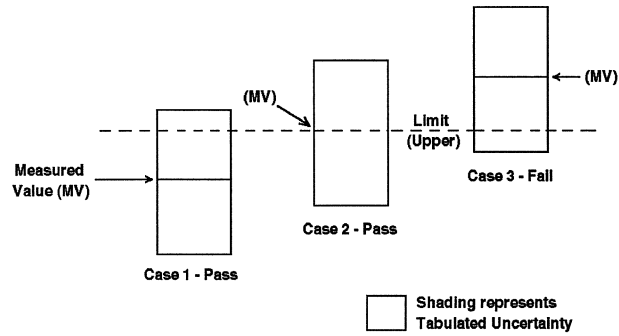 (MV)
(MV)
Limit
(Upper)
Measured
Value (MV)
Case 3 - Fail
Case 2 - Pass
Case 1 - Pass
Shading represents
Tabulated Uncertainty